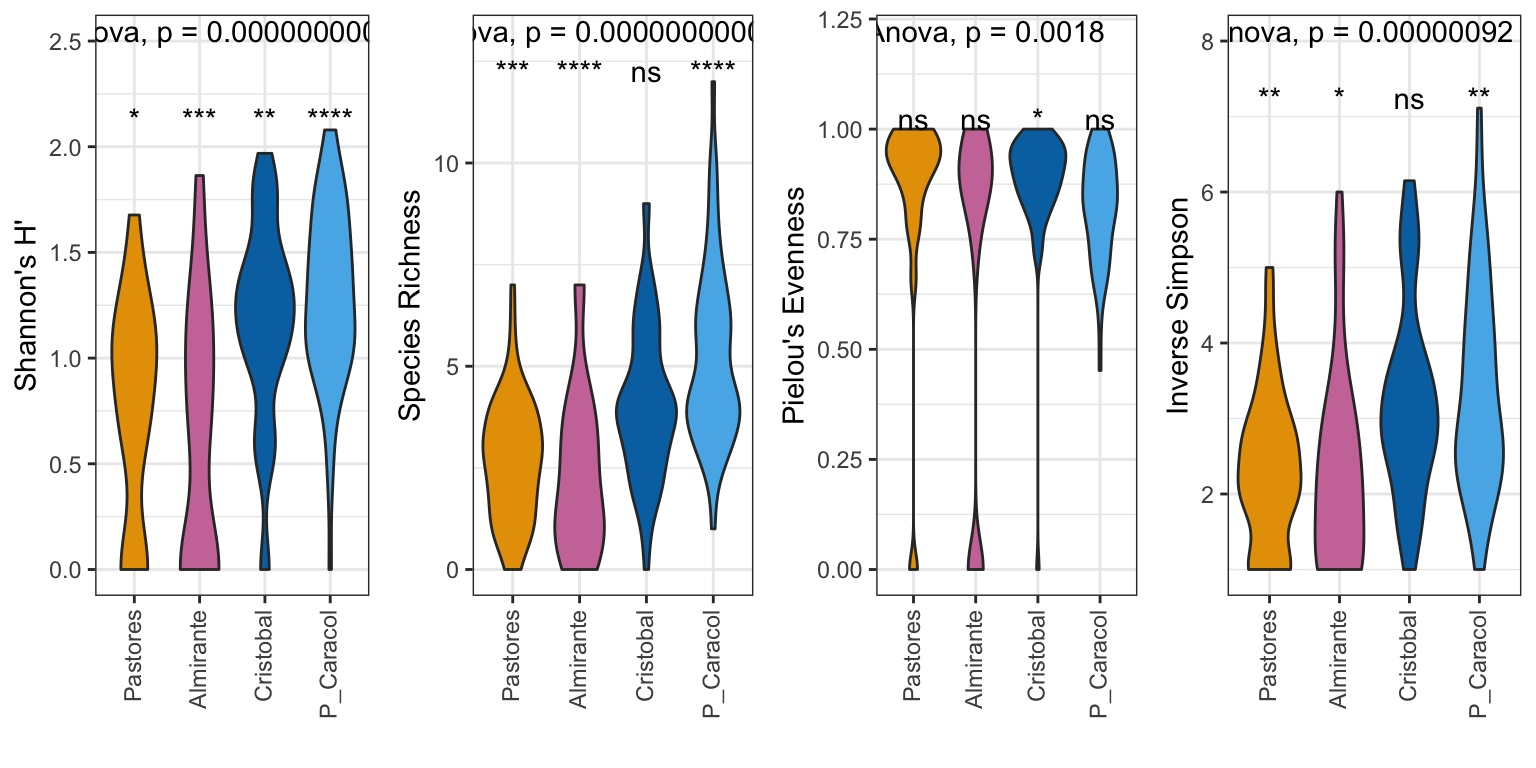 Shannon's H'
2.5
2.0
1.5
1.0
0.5
0.0
ova, p = 0.000000000
* *** ** ****
Pastores
Almirante
Cristobal
P_Caracol
Species Richness
10
5
0
ova, p = 0.0000000000
*** **** ns ****
Pastores
Almirante
Cristobal
P_Caracol
Pielou's Evenness
1.25
1.00
0.75
0.50
0.25
0.00
Anova, p = 0.0018
ns ns * ns
Pastores
Almirante
Cristobal
P_Caracol
Inverse Simpson
8
6
4
2
nova, p = 0.00000092
** * ns **
Pastores
Almirante
Cristobal
P_Caracol